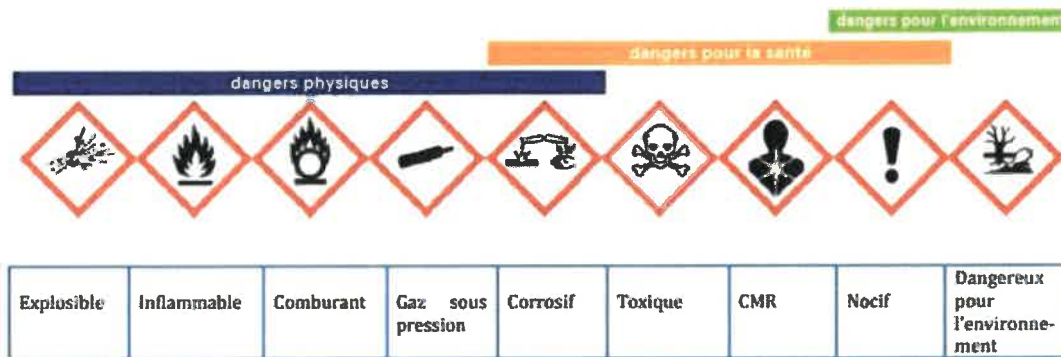 dangers pour l'environnement
dangers pour la santé
dangers physiques
Explosible
Inflammable
Comburant
Gaz sous
pression
Corrosif
Toxique
CMR
Nocif
Dangereux
pour
l'environne-
ment